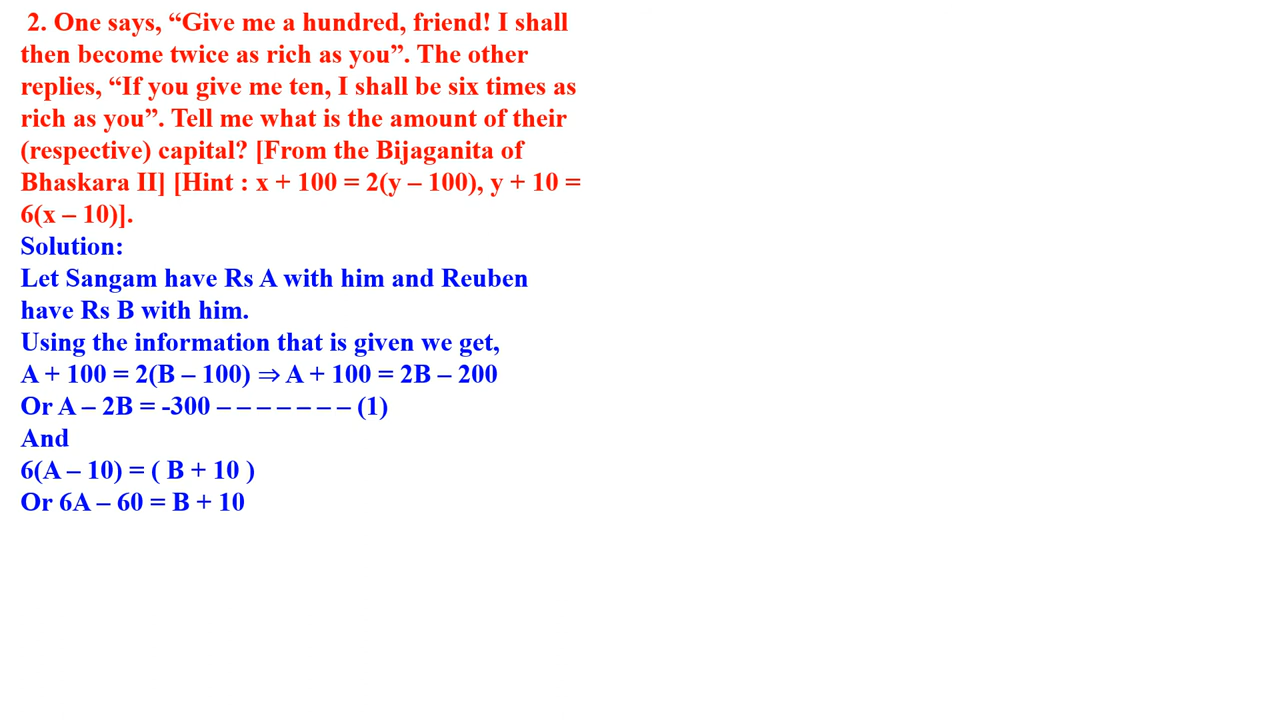 2. One says, “Give me a hundred, friend! I shall
then become twice as rich as you”. The other
replies, “If you give me ten, I shall be six times as
rich as you”. Tell me what is the amount of their
(respective) capital? [From the Bijaganita of
Bhaskara II] [Hint : x + 100 = 2(y – 100), y + 10 =
6(x – 10)].
Solution:
Let Sangam have Rs A with him and Reuben
have Rs B with him.
Using the information that is given we get,
A + 100 = 2(B – 100) ⇒ A + 100 = 2B – 200
Or A – 2B = -300 – – – – – – – (1)
And
6(A – 10) = ( B + 10 )
Or 6A – 60 = B + 10